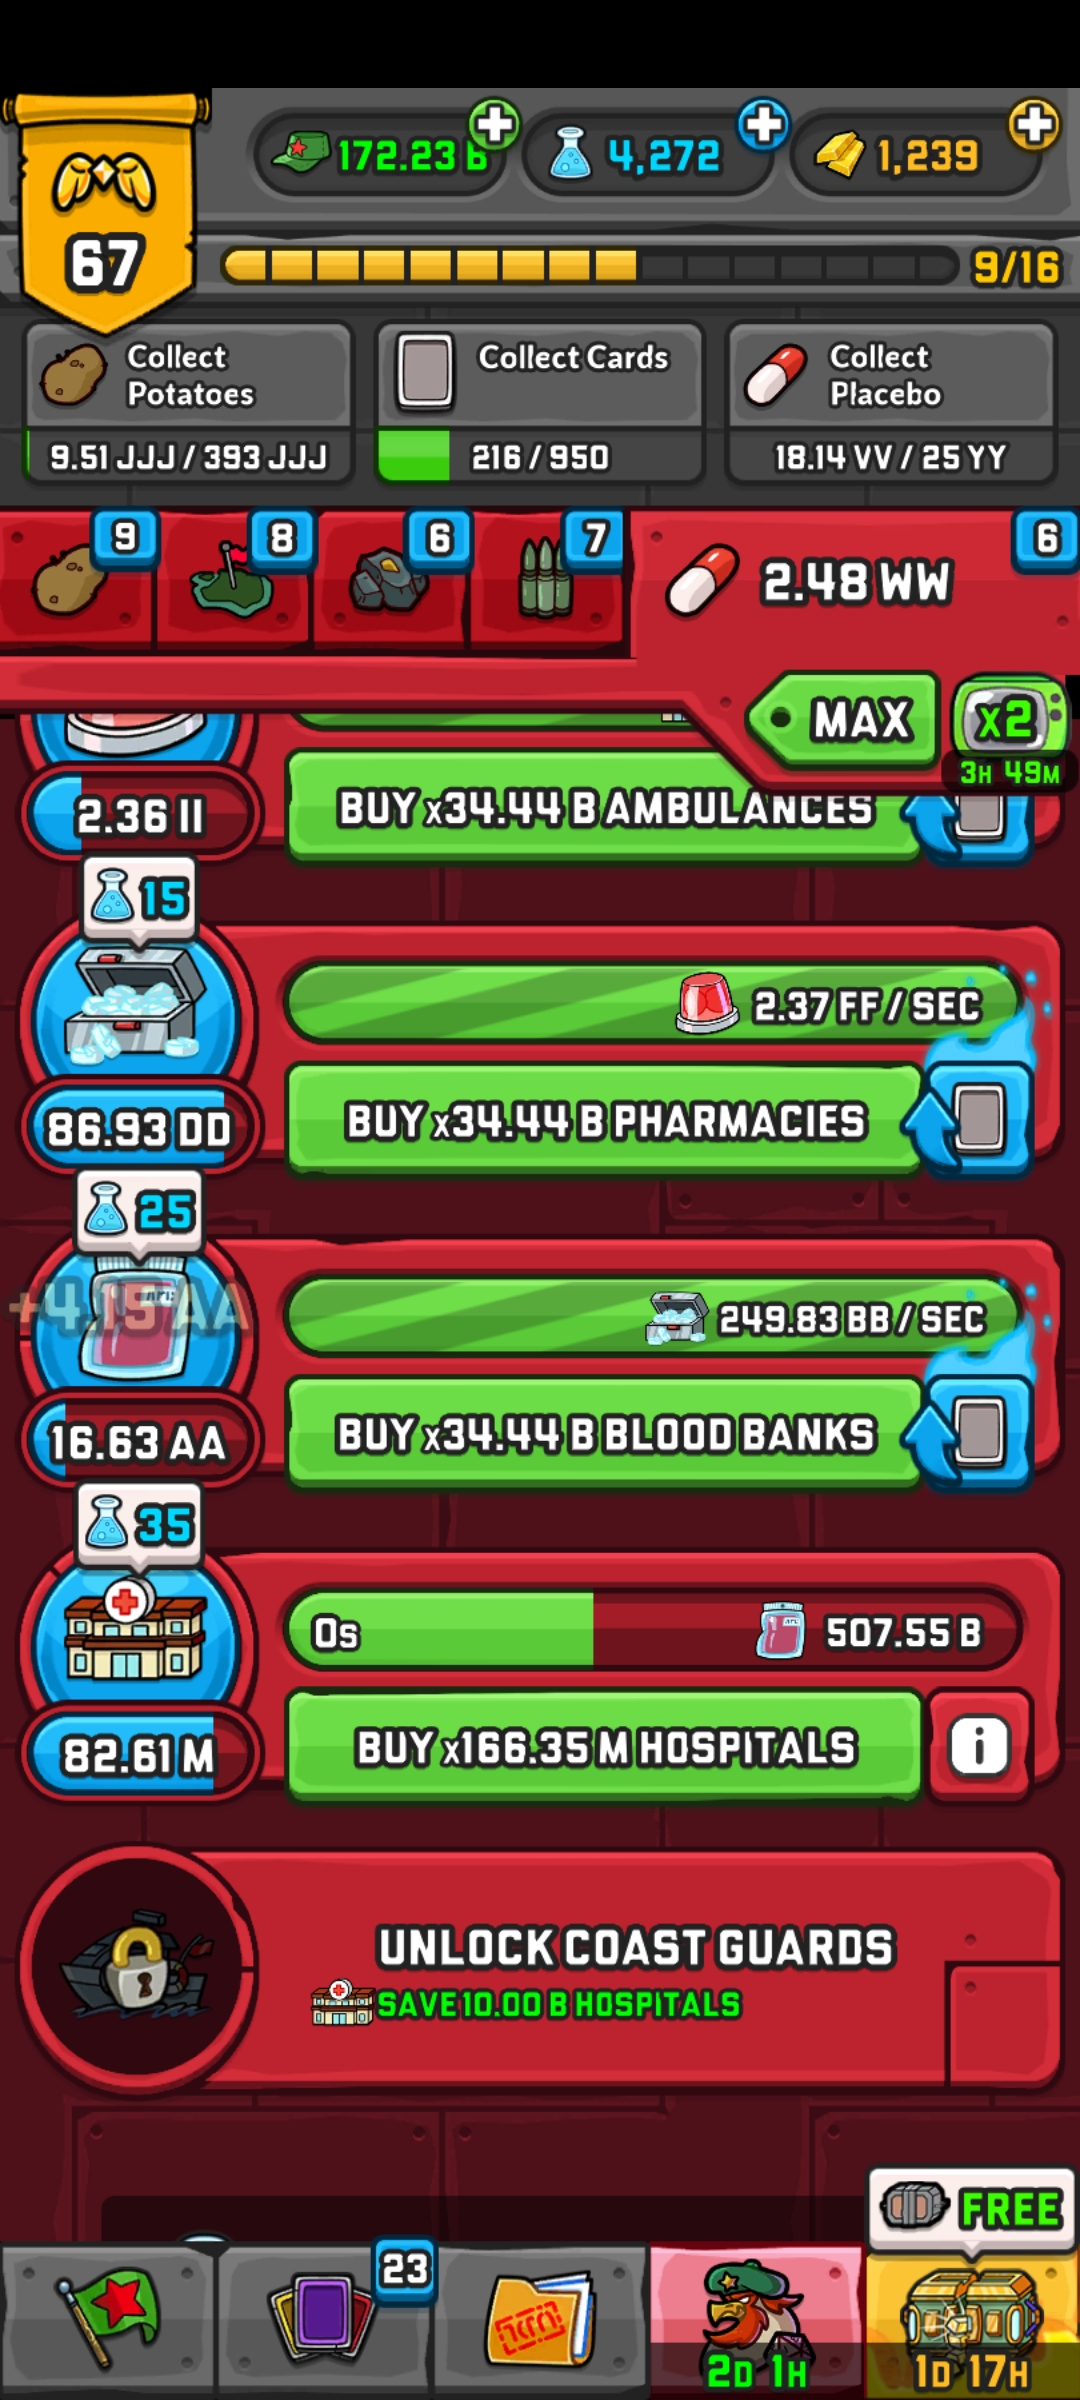 67
172.23 B
4,272
1,239
9/16
Collect Potatoes
9.51 JJJ / 393 JJJ
Collect Cards
216 / 950
Collect Placebo
18.14 VV / 25 YY
9
8
6
7
2.48 WW
6
MAX
x2
3H 49M
2.36 II
BUY x34.44 B AMBULANCES
15
2.37 FF / SEC
86.93 DD
BUY x34.44 B PHARMACIES
25
+4.15 AA
249.83 BB / SEC
16.63 AA
BUY x34.44 B BLOOD BANKS
35
0s
507.55 B
82.61 M
BUY x166.35 M HOSPITALS
i
UNLOCK COAST GUARDS
SAVE 10.00 B HOSPITALS
FREE
23
2D 1H
1D 17H